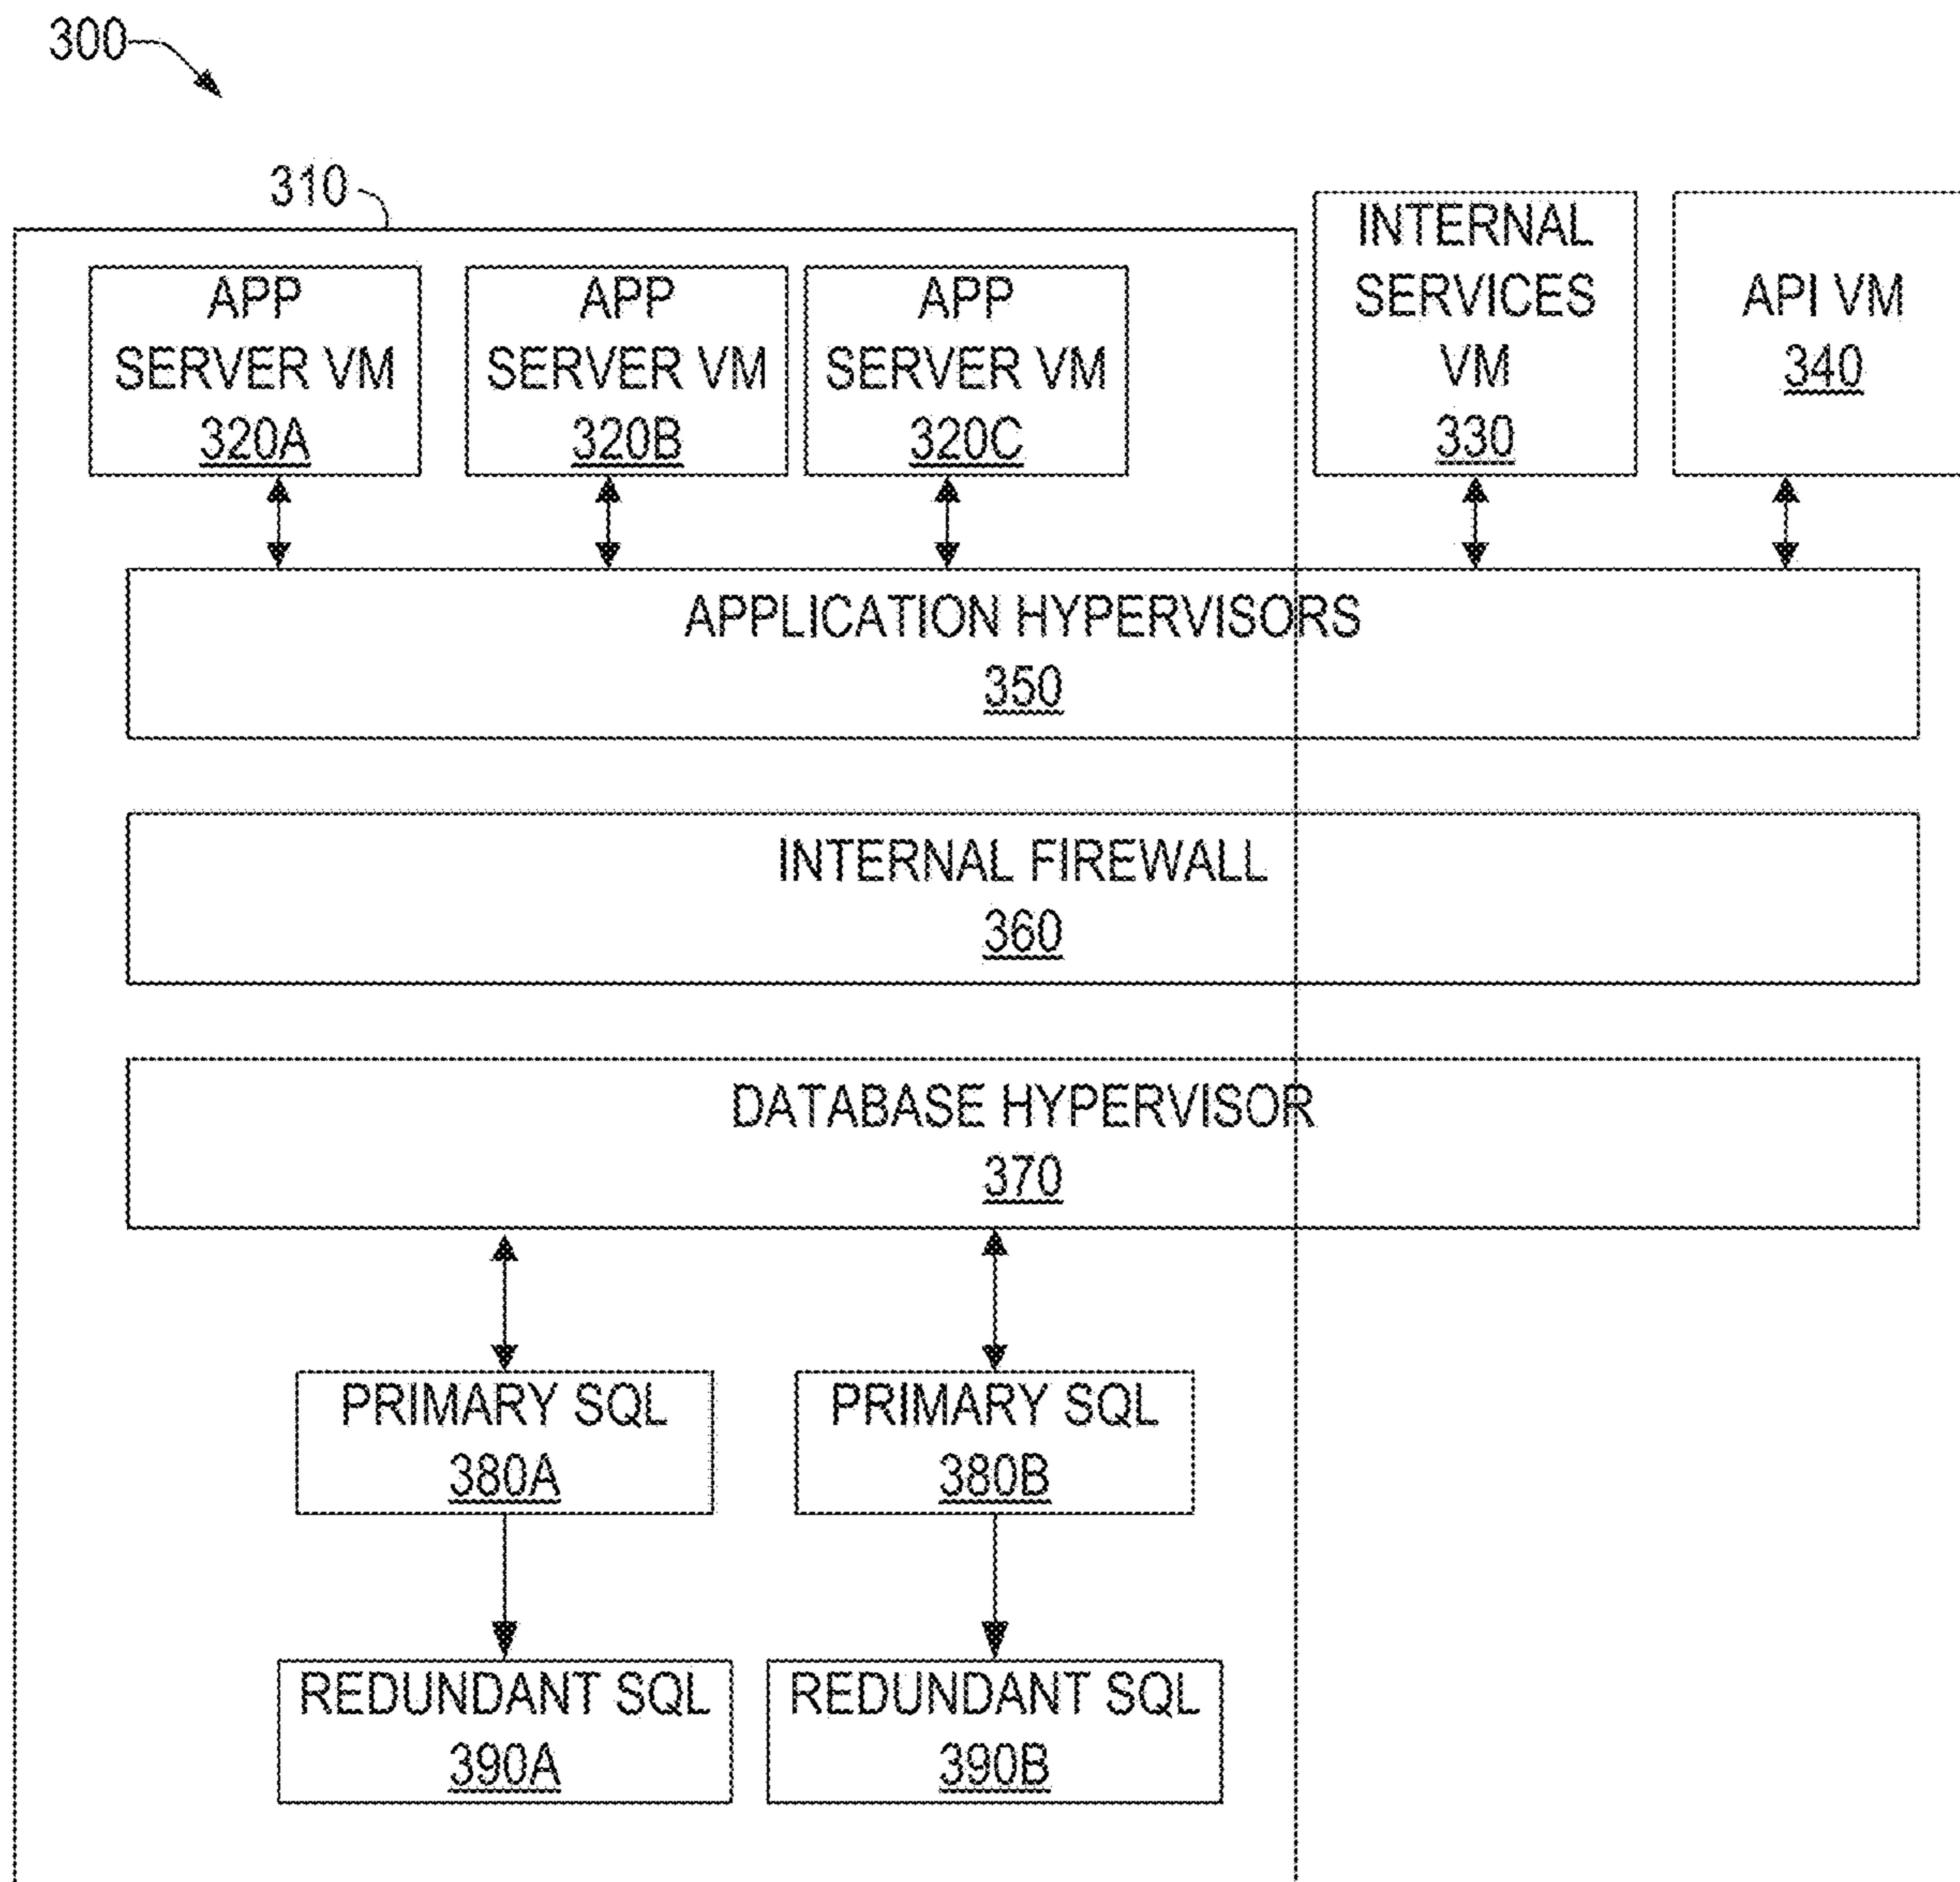 300
310
APP
SERVER VM
320A
APP
SERVER VM
320B
APP
SERVER VM
320C
INTERNAL
SERVICES
VM
330
API VM
340
APPLICATION HYPERVISORS
350
INTERNAL FIREWALL
360
DATABASE HYPERVISOR
370
PRIMARY SQL
380A
PRIMARY SQL
380B
REDUNDANT SQL
390A
REDUNDANT SQL
390B